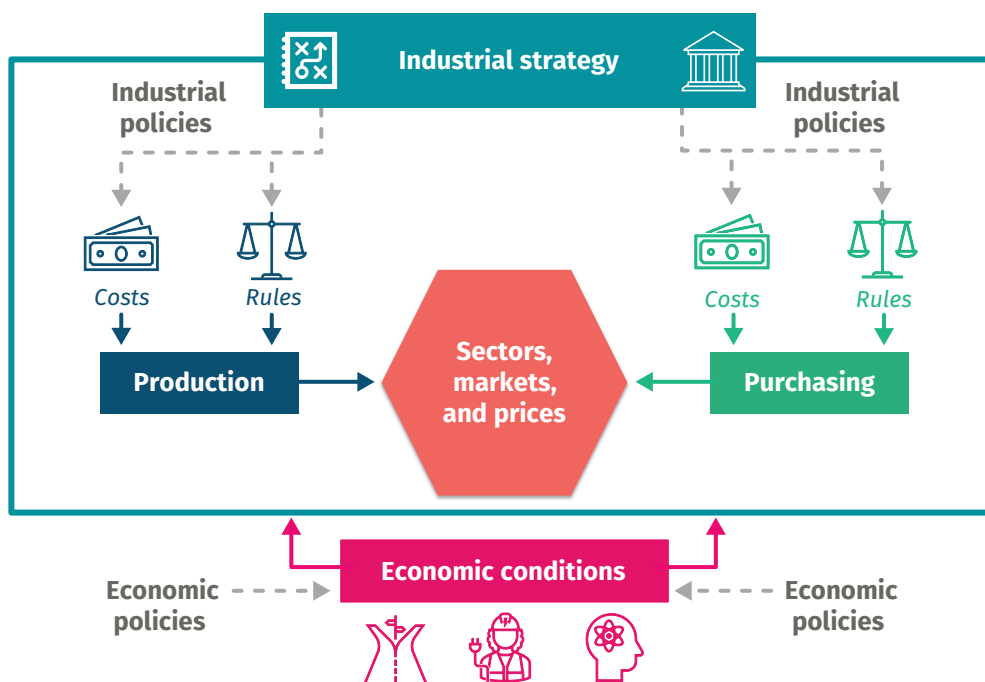 Industrial strategy
Industrial
policies
Industrial
policies
Costs
Rules
Costs
Rules
Production
Sectors,
markets,
and prices
Purchasing
Economic conditions
Economic
policies
Economic
policies